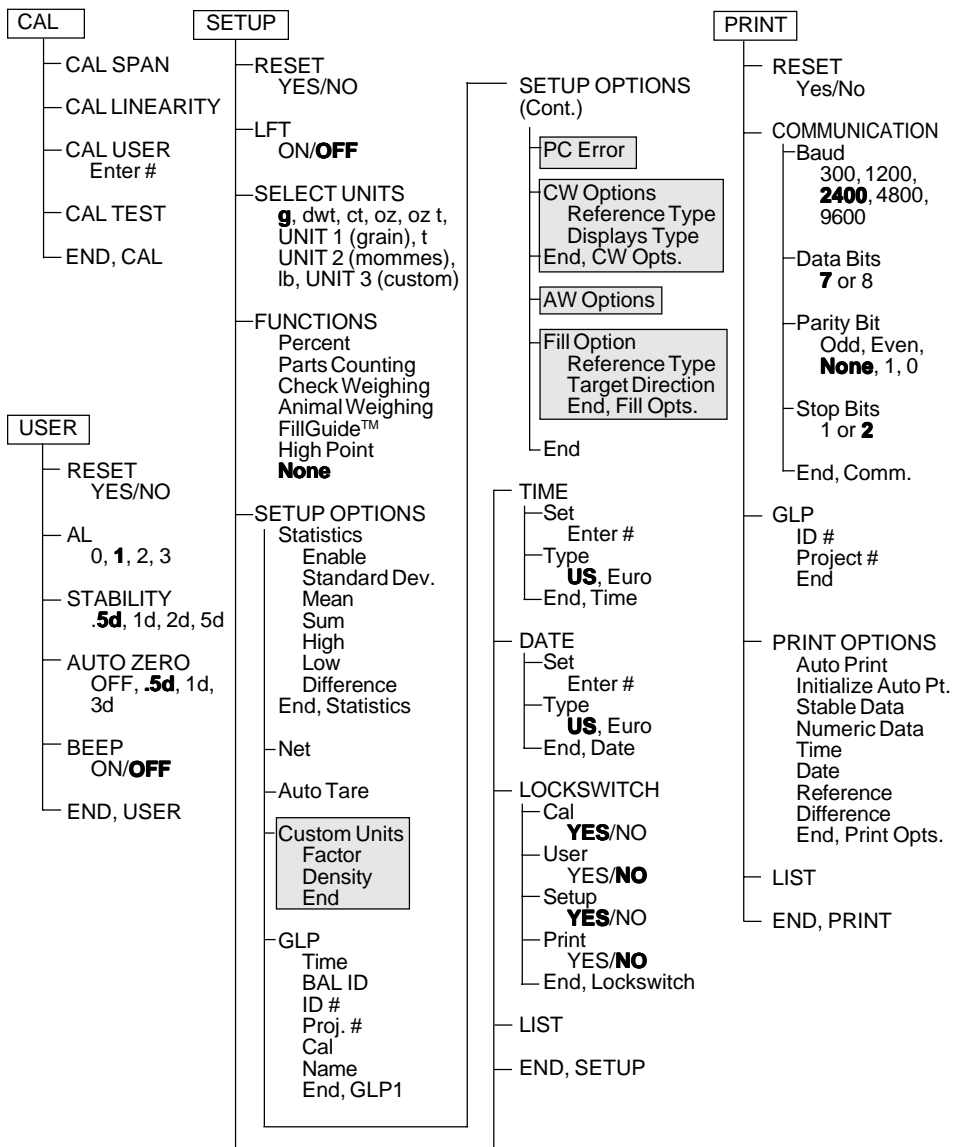 CAL
CAL SPAN
CAL LINEARITY
CAL USER
Enter #
CAL TEST
END, CAL
USER
RESET
YES/NO
AL
0, 1, 2, 3
STABILITY
.5d, 1d, 2d, 5d
AUTO ZERO
OFF, .5d, 1d,
3d
BEEP
ON/OFF
END, USER
SETUP
RESET
YES/NO
LFT
ON/OFF
SELECT UNITS
g, dwt, ct, oz, oz t,
UNIT 1 (grain), t
UNIT 2 (mommes),
lb, UNIT 3 (custom)
FUNCTIONS
Percent
Parts Counting
Check Weighing
Animal Weighing
FillGuide™
High Point
None
SETUP OPTIONS
Statistics
Enable
Standard Dev.
Mean
Sum
High
Low
Difference
End, Statistics
Net
Auto Tare
Custom Units
Factor
Density
End
GLP
Time
BAL ID
ID #
Proj. #
Cal
Name
End, GLP1
SETUP OPTIONS
(Cont.)
PC Error
CW Options
Reference Type
Displays Type
End, CW Opts.
AW Options
Fill Option
Reference Type
Target Direction
End, Fill Opts.
End
TIME
Set
Enter #
Type
US, Euro
End, Time
DATE
Set
Enter #
Type
US, Euro
End, Date
LOCKSWITCH
Cal
YES/NO
User
YES/NO
Setup
YES/NO
Print
YES/NO
End, Lockswitch
LIST
END, SETUP
PRINT
RESET
Yes/No
COMMUNICATION
Baud
300, 1200,
2400, 4800,
9600
Data Bits
7 or 8
Parity Bit
Odd, Even,
None, 1, 0
Stop Bits
1 or 2
End, Comm.
GLP
ID #
Project #
End
PRINT OPTIONS
Auto Print
Initialize Auto Pt.
Stable Data
Numeric Data
Time
Date
Reference
Difference
End, Print Opts.
LIST
END, PRINT